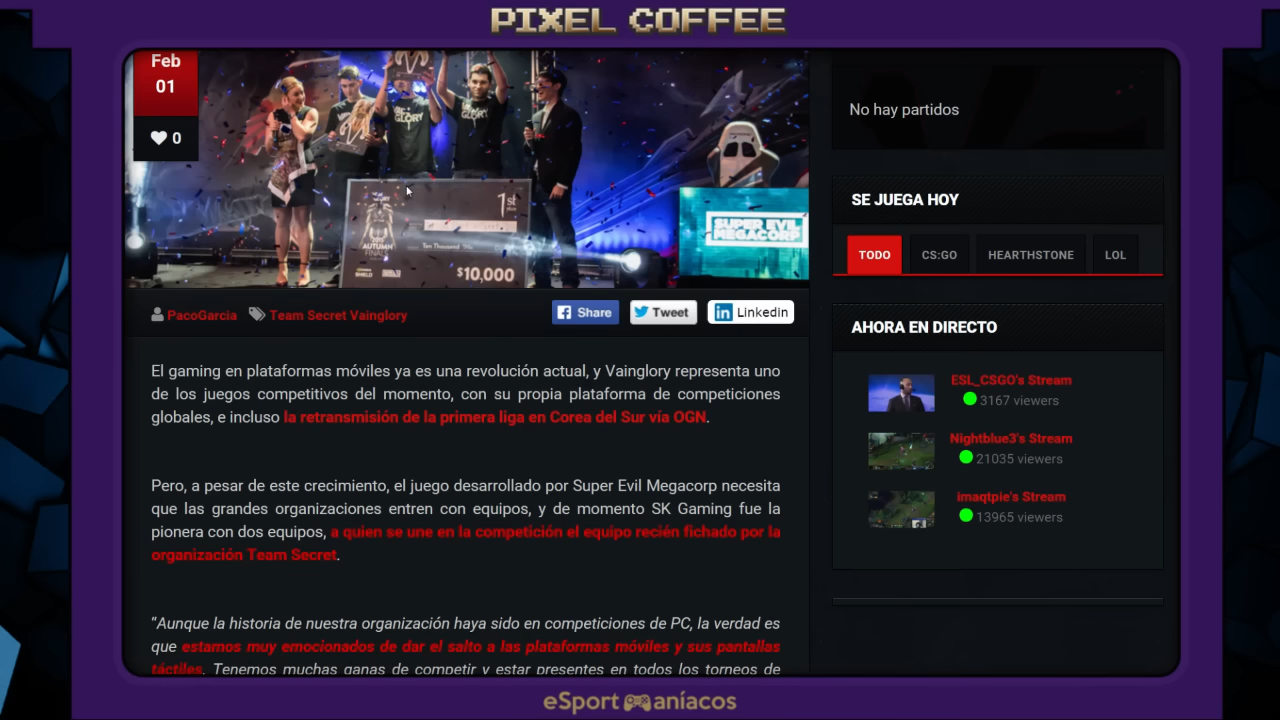 PIXEL COFFEE
Feb
01
0
GLORY
GLORY
1st
AUTUMN
$10,000
SUPER EVIL
MEGACORP
No hay partidos
SE JUEGA HOY
TODO
CS:GO
HEARTHSTONE
LOL
PacoGarcia
Team Secret Vainglory
Share
Tweet
Linkedin
AHORA EN DIRECTO
ESL_CSGO's Stream
3167 viewers
Nightblue3's Stream
21035 viewers
imaqtpie's Stream
13965 viewers
El gaming en plataformas móviles ya es una revolución actual, y Vainglory representa uno
de los juegos competitivos del momento, con su propia plataforma de competiciones
globales, e incluso la retransmisión de la primera liga en Corea del Sur vía OGN.
Pero, a pesar de este crecimiento, el juego desarrollado por Super Evil Megacorp necesita
que las grandes organizaciones entren con equipos, y de momento SK Gaming fue la
pionera con dos equipos, a quien se une en la competición el equipo recién fichado por la
organización Team Secret.
“Aunque la historia de nuestra organización haya sido en competiciones de PC, la verdad es
que estamos muy emocionados de dar el salto a las plataformas móviles y sus pantallas
táctiles. Tenemos muchas ganas de competir y estar presentes en todos los torneos de
eSport maníacos